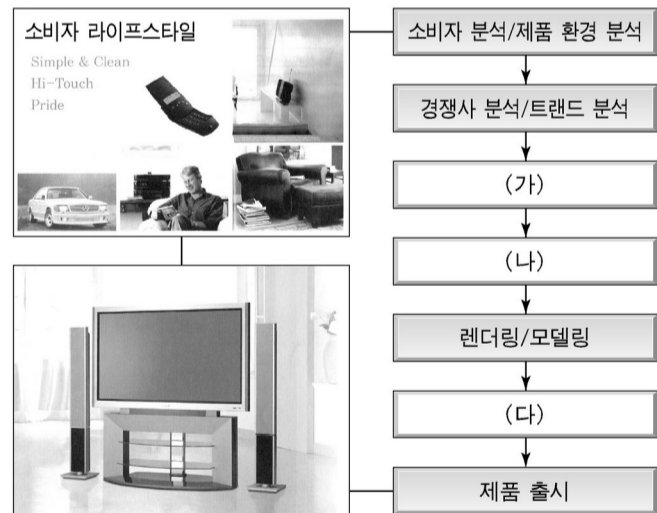 소비자 라이프스타일
Simple & Clean
Hi-Touch
Pride
소비자 분석/제품 환경 분석
경쟁사 분석/트랜드 분석
(가)
(나)
렌더링/모델링
(다)
제품 출시